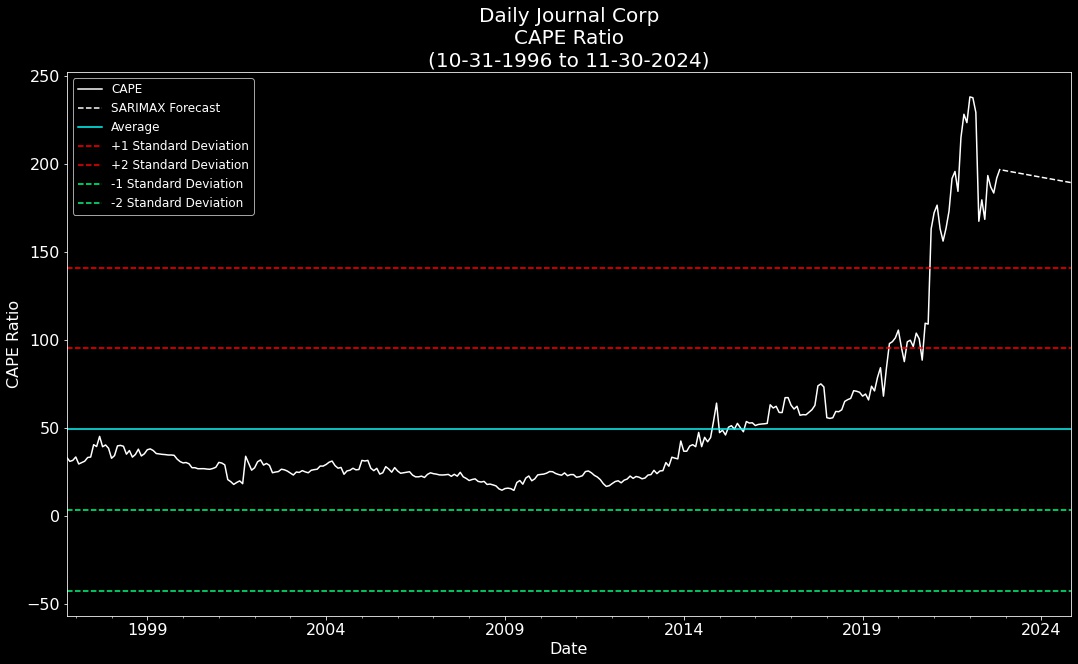 Daily Journal Corp
CAPE Ratio
(10-31-1996 to 11-30-2024)
250
200
150
100
50
0
−50
CAPE Ratio
CAPE
SARIMAX Forecast
Average
+1 Standard Deviation
+2 Standard Deviation
-1 Standard Deviation
-2 Standard Deviation
1999
2004
2009
2014
2019
2024
Date